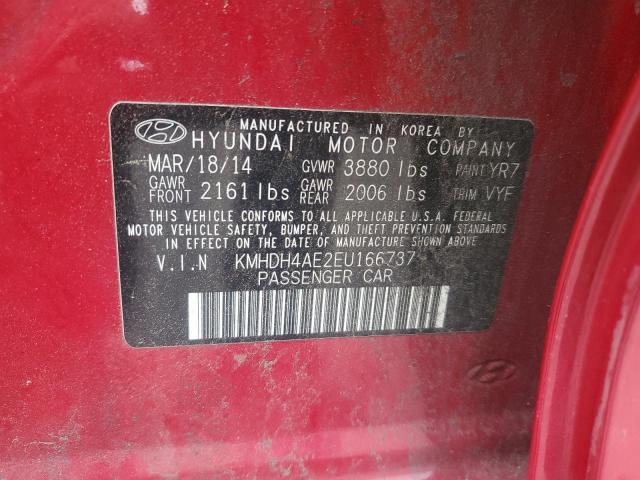 MANUFACTURED IN KOREA BY
HYUNDAI MOTOR COMPANY
MAR/18/14 GVWR 3880 lbs PAINT YR7
GAWR FRONT 2161 lbs GAWR REAR 2006 lbs TRIM VYF
THIS VEHICLE CONFORMS TO ALL APPLICABLE U.S.A. FEDERAL
MOTOR VEHICLE SAFETY, BUMPER, AND THEFT PREVENTION STANDARDS
IN EFFECT ON THE DATE OF MANUFACTURE SHOWN ABOVE.
V.I.N KMHDH4AE2EU166737
PASSENGER CAR